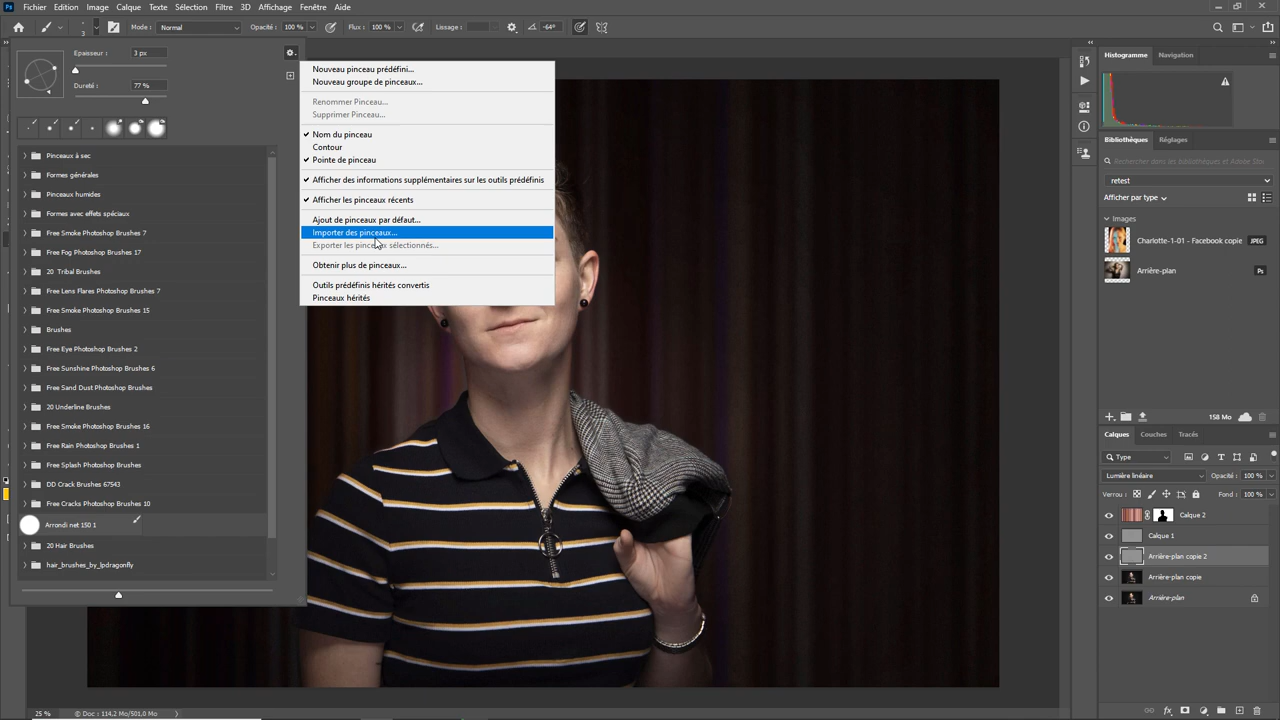 Fichier Edition Image Calque Texte Sélection Filtre 3D Affichage Fenêtre Aide
3
Mode : Normal
Opacité : 100 %
Flux : 100 %
Lissage :
-64°
Epaisseur :
3 px
Dureté :
77 %
Pinceaux à sec
Formes générales
Pinceaux humides
Formes avec effets spéciaux
Free Smoke Photoshop Brushes 7
Free Fog Photoshop Brushes 17
20 Tribal Brushes
Free Lens Flares Photoshop Brushes 7
Free Smoke Photoshop Brushes 15
Brushes
Free Eye Photoshop Brushes 2
Free Sunshine Photoshop Brushes 6
Free Sand Dust Photoshop Brushes
20 Underline Brushes
Free Smoke Photoshop Brushes 16
Free Rain Photoshop Brushes 1
Free Splash Photoshop Brushes
DD Crack Brushes 67543
Free Cracks Photoshop Brushes 10
Arrondi net 150 1
20 Hair Brushes
hair_brushes_by_lpdragonfly
Nouveau pinceau prédéfini...
Nouveau groupe de pinceaux...
Renommer Pinceau...
Supprimer Pinceau...
Nom du pinceau
Contour
Pointe de pinceau
Afficher des informations supplémentaires sur les outils prédéfinis
Afficher les pinceaux récents
Ajout de pinceaux par défaut...
Importer des pinceaux...
Exporter les pinceaux sélectionnés...
Obtenir plus de pinceaux...
Outils prédéfinis hérités convertis
Pinceaux hérités
Histogramme Navigation
Bibliothèques Réglages
Rechercher dans les bibliothèques et Adobe Stoc
retest
Afficher par type
Images
Charlotte-1-01 - Facebook copie JPEG
Arrière-plan Ps
158 Mo
Calques Couches Tracés
Type
Lumière linéaire Opacité : 100 %
Verrou : Fond : 100 %
Calque 2
Calque 1
Arrière-plan copie 2
Arrière-plan copie
Arrière-plan
25 % Doc : 114,2 Mo/501,0 Mo